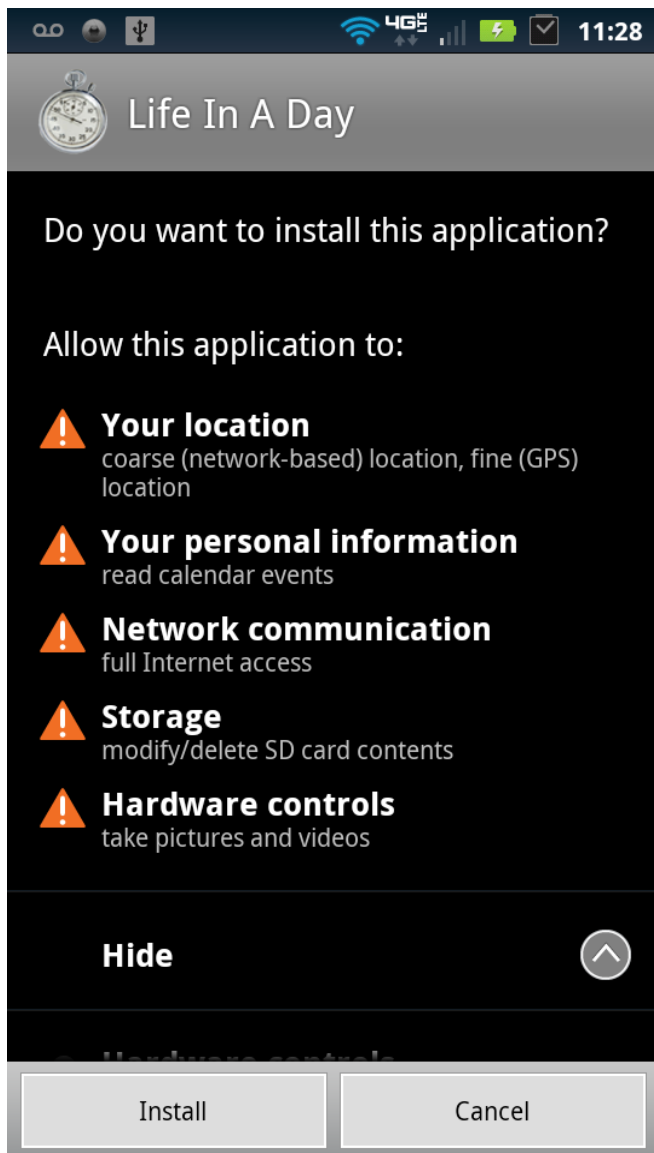 4G LTE 11:28
Life In A Day
Do you want to install this application?
Allow this application to:
Your location
coarse (network-based) location, fine (GPS)
location
Your personal information
read calendar events
Network communication
full Internet access
Storage
modify/delete SD card contents
Hardware controls
take pictures and videos
Hide
Hardware controls
Install Cancel